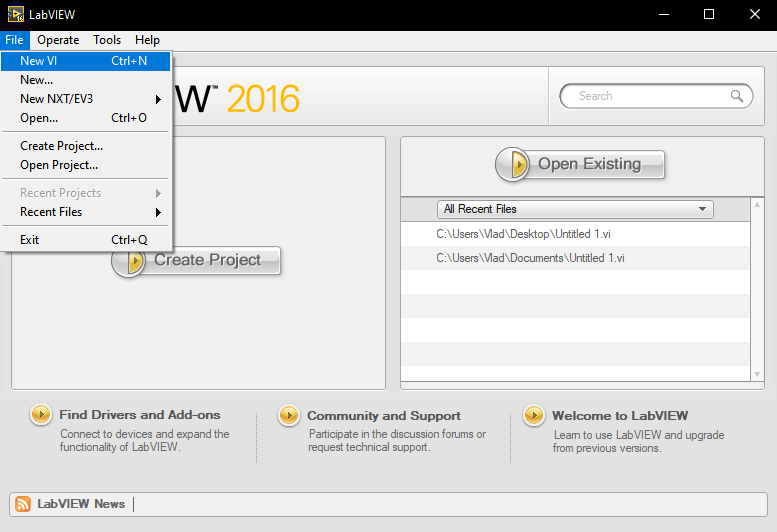 LabVIEW
File Operate Tools Help
New VI Ctrl+N
New...
New NXT/EV3
Open... Ctrl+O
Create Project...
Open Project...
Recent Projects
Recent Files
Exit Ctrl+Q
W™ 2016
Search
Create Project
Open Existing
All Recent Files
C:\Users\Vlad\Desktop\Untitled 1.vi
C:\Users\Vlad\Documents\Untitled 1.vi
Find Drivers and Add-ons
Connect to devices and expand the
functionality of LabVIEW.
Community and Support
Participate in the discussion forums or
request technical support.
Welcome to LabVIEW
Learn to use LabVIEW and upgrade
from previous versions.
LabVIEW News